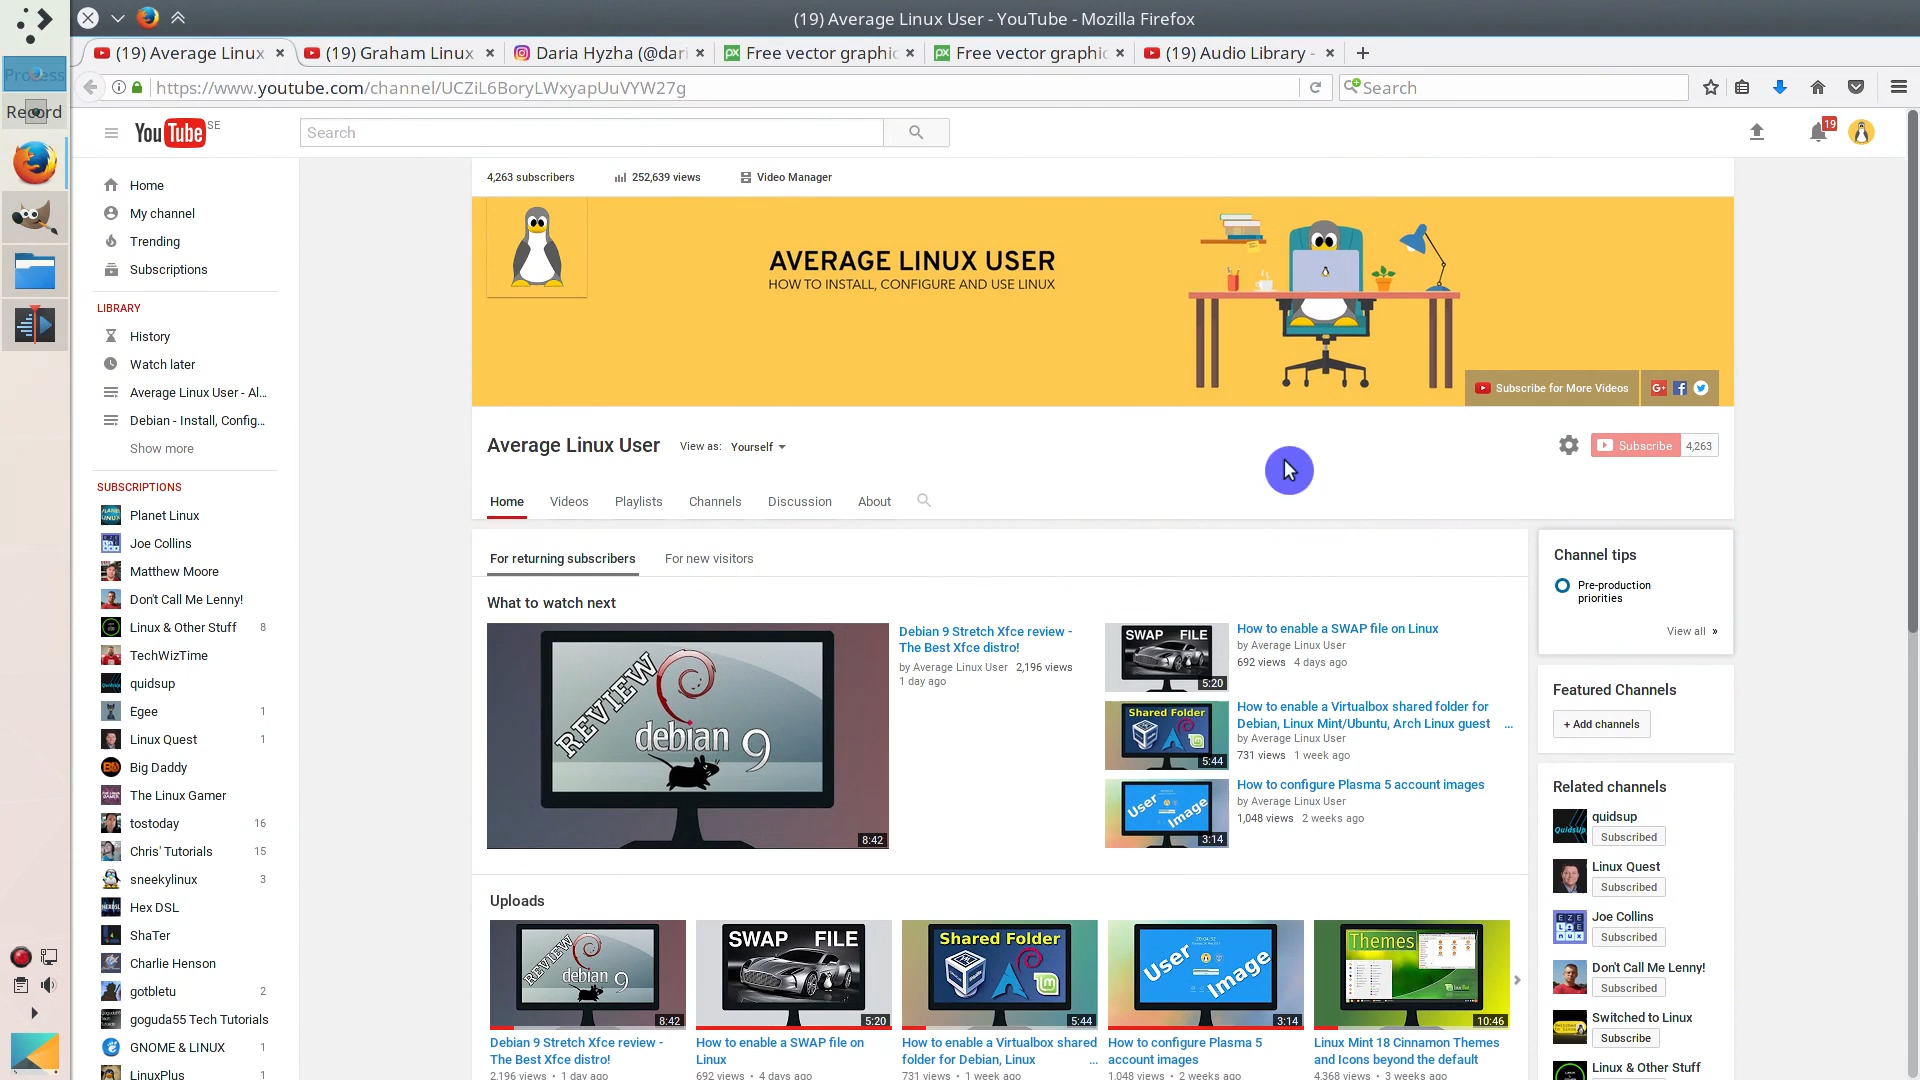 (19) Average Linux User - YouTube - Mozilla Firefox
(19) Average Linux
(19) Graham Linux
Daria Hyzha (@dari
Free vector graphic
Free vector graphic
(19) Audio Library -
Process
Record
https://www.youtube.com/channel/UCZiL6BoryLWxyapUuVYW27g
Search
YouTube SE
Search
19
Home
My channel
Trending
Subscriptions
LIBRARY
History
Watch later
Average Linux User - Al...
Debian - Install, Config...
Show more
SUBSCRIPTIONS
Planet Linux
Joe Collins
Matthew Moore
Don't Call Me Lenny!
Linux & Other Stuff 8
TechWizTime
quidsup
Egee 1
Linux Quest 1
Big Daddy
The Linux Gamer
tostoday 16
Chris' Tutorials 15
sneekylinux 3
Hex DSL
ShaTer
Charlie Henson
gotbletu 2
goguda55 Tech Tutorials
GNOME & LINUX 1
LinuxPlus 1
4,263 subscribers
252,639 views
Video Manager
AVERAGE LINUX USER
HOW TO INSTALL, CONFIGURE AND USE LINUX
Subscribe for More Videos
Average Linux User
View as: Yourself
Subscribe 4,263
Home
Videos
Playlists
Channels
Discussion
About
For returning subscribers
For new visitors
What to watch next
REVIEW
debian 9
8:42
Debian 9 Stretch Xfce review -
The Best Xfce distro!
by Average Linux User 2,196 views
1 day ago
SWAP FILE
5:20
How to enable a SWAP file on Linux
by Average Linux User
692 views 4 days ago
Shared Folder
5:44
How to enable a Virtualbox shared folder for
Debian, Linux Mint/Ubuntu, Arch Linux guest ...
by Average Linux User
731 views 1 week ago
User Image
3:14
How to configure Plasma 5 account images
by Average Linux User
1,048 views 2 weeks ago
Uploads
REVIEW
debian 9
8:42
Debian 9 Stretch Xfce review -
The Best Xfce distro!
2,196 views • 1 day ago
SWAP FILE
5:20
How to enable a SWAP file on
Linux
692 views • 4 days ago
Shared Folder
5:44
How to enable a Virtualbox shared
folder for Debian, Linux ...
731 views • 1 week ago
User Image
3:14
How to configure Plasma 5
account images
1,048 views • 2 weeks ago
Themes
10:46
Linux Mint 18 Cinnamon Themes
and Icons beyond the default
4,368 views • 3 weeks ago
Channel tips
Pre-production
priorities
View all »
Featured Channels
+ Add channels
Related channels
quidsup
Subscribed
Linux Quest
Subscribed
Joe Collins
Subscribed
Don't Call Me Lenny!
Subscribed
Switched to Linux
Subscribe
Linux & Other Stuff